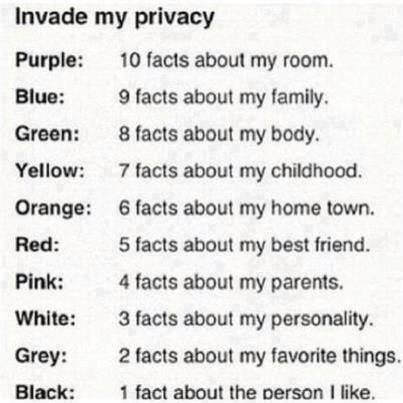 Invade my privacy
Purple: 10 facts about my room.
Blue: 9 facts about my family.
Green: 8 facts about my body.
Yellow: 7 facts about my childhood.
Orange: 6 facts about my home town.
Red: 5 facts about my best friend.
Pink: 4 facts about my parents.
White: 3 facts about my personality.
Grey: 2 facts about my favorite things.
Black: 1 fact about the person I like.